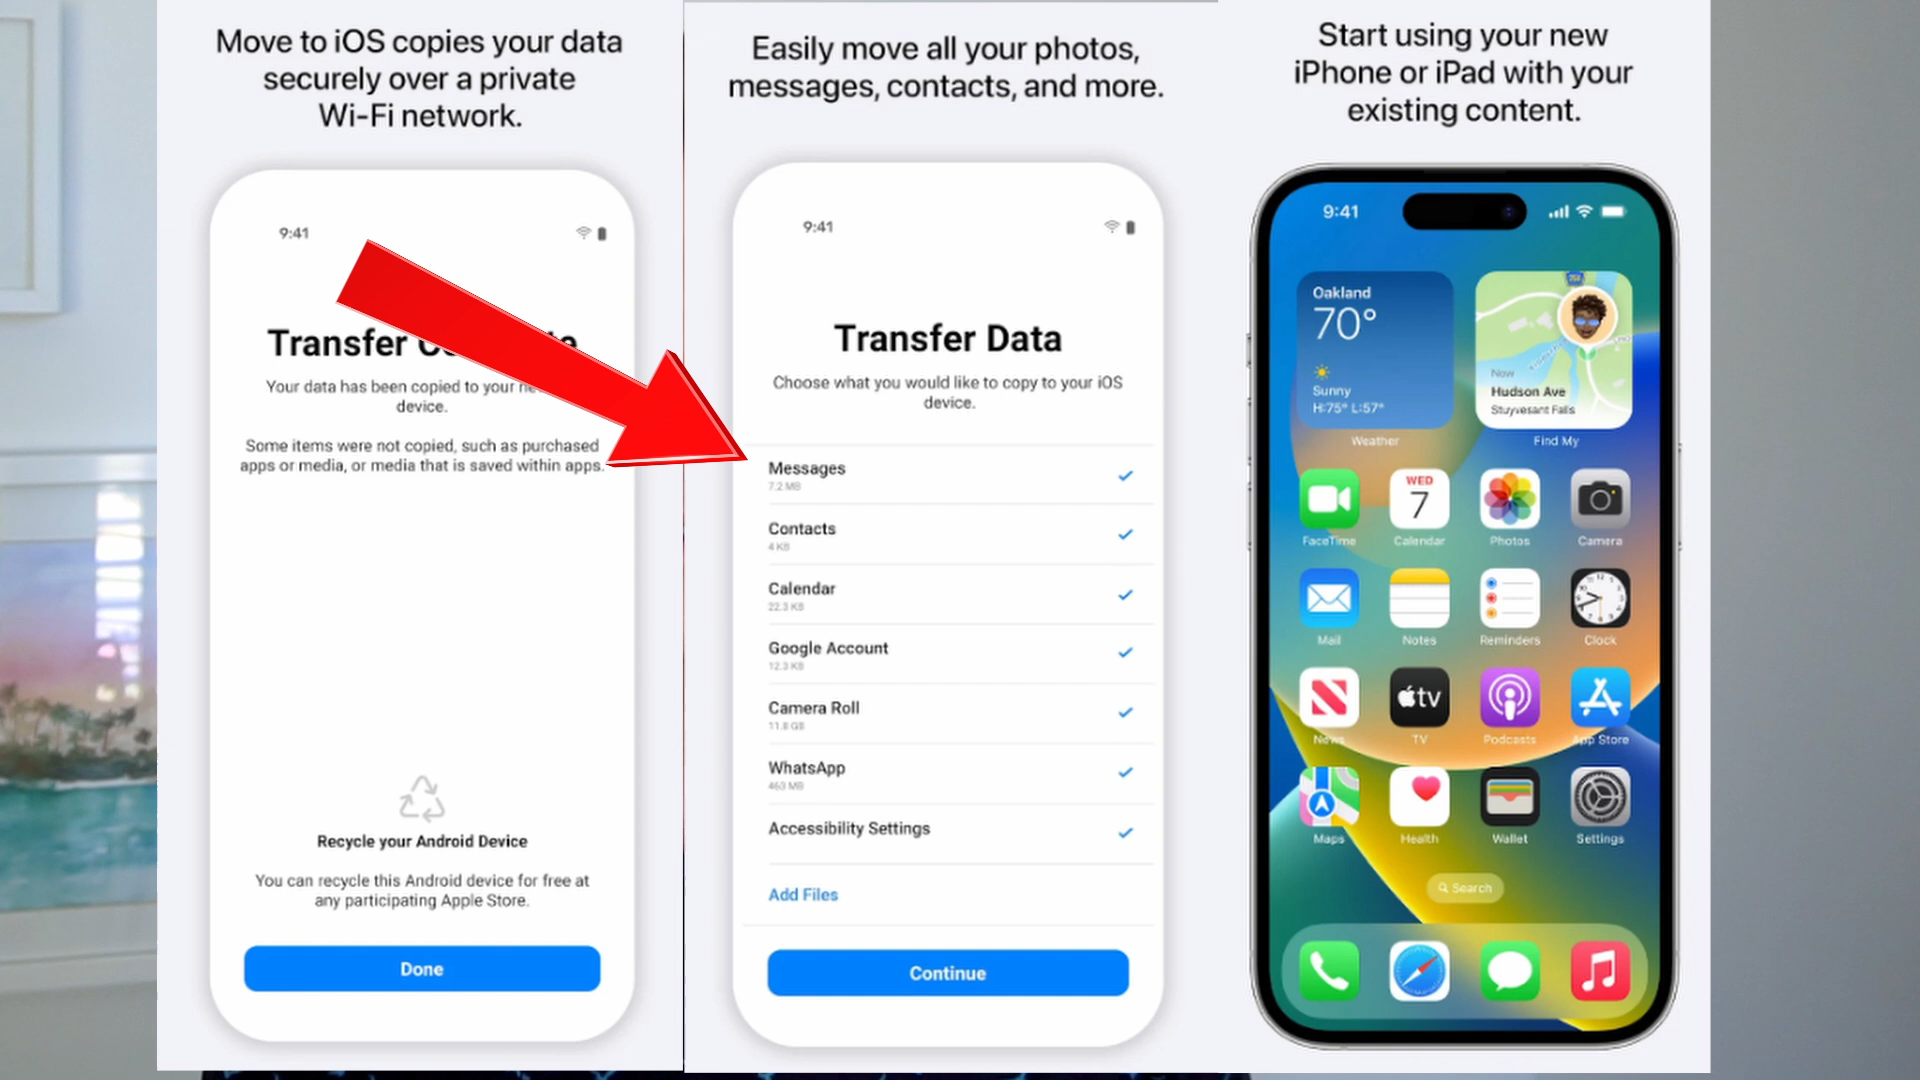 Move to iOS copies your data
securely over a private
Wi-Fi network.
9:41
Transfer
Your data has been copied to your
device.
Some items were not copied, such as purchased
apps or media, or media that is saved within apps.
Recycle your Android Device
You can recycle this Android device for free at
any participating Apple Store.
Done
Easily move all your photos,
messages, contacts, and more.
9:41
Transfer Data
Choose what you would like to copy to your iOS
device.
Messages
7.2 MB
Contacts
4 KB
Calendar
22.3 KB
Google Account
12.3 KB
Camera Roll
11.8 GB
WhatsApp
463 MB
Accessibility Settings
Add Files
Continue
Start using your new
iPhone or iPad with your
existing content.
9:41
Oakland
70°
Sunny
H:75° L:57°
Weather
Now
Hudson Ave
Stuyvesant Falls
Find My
WED
7
FaceTime
Calendar
Photos
Camera
Mail
Notes
Reminders
Clock
tv
News
TV
Podcasts
App Store
Maps
Health
Wallet
Settings
Search